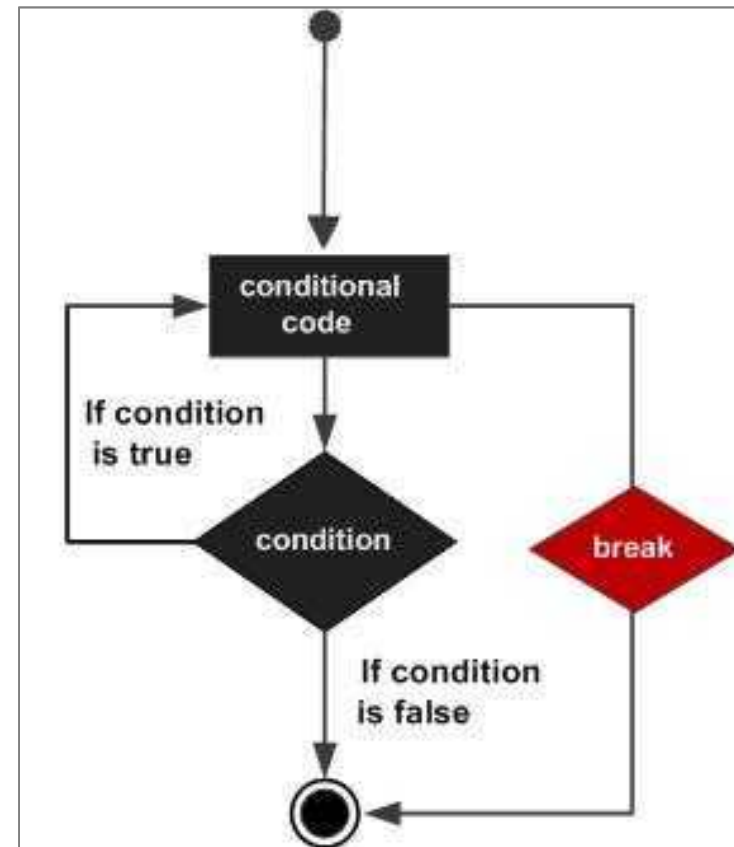 conditional
code
If condition
is true
condition
break
If condition
is false